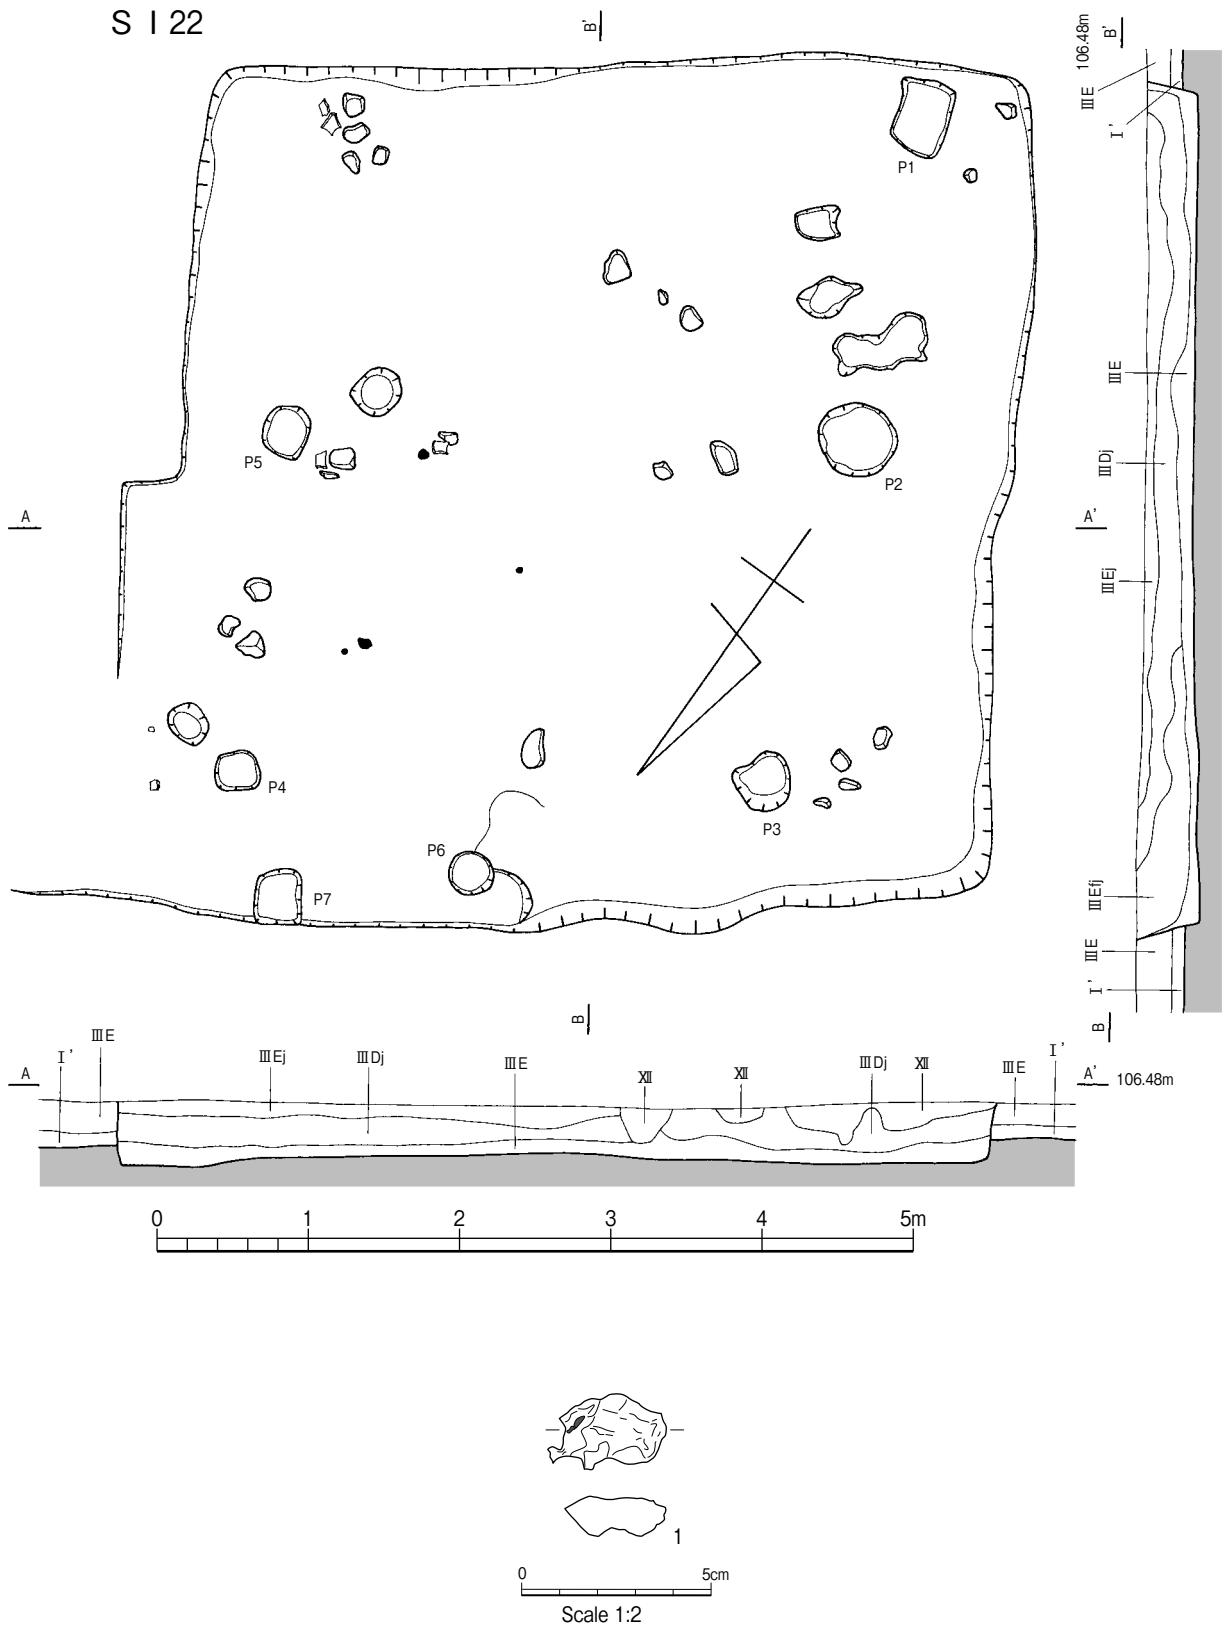 S I 22
B'
106.48m
B'
ⅢE
I'
P1
P5
P2
ⅢE
ⅢDj
A
A'
ⅢEj
P4
P3
P6
P7
ⅢEfj
ⅢE
I'
B
B
I'
ⅢE
ⅢEj
ⅢDj
ⅢE
Ⅻ
Ⅻ
ⅢDj
Ⅻ
ⅢE
I'
A
A' 106.48m
0 1 2 3 4 5m
1
0 5cm
Scale 1:2